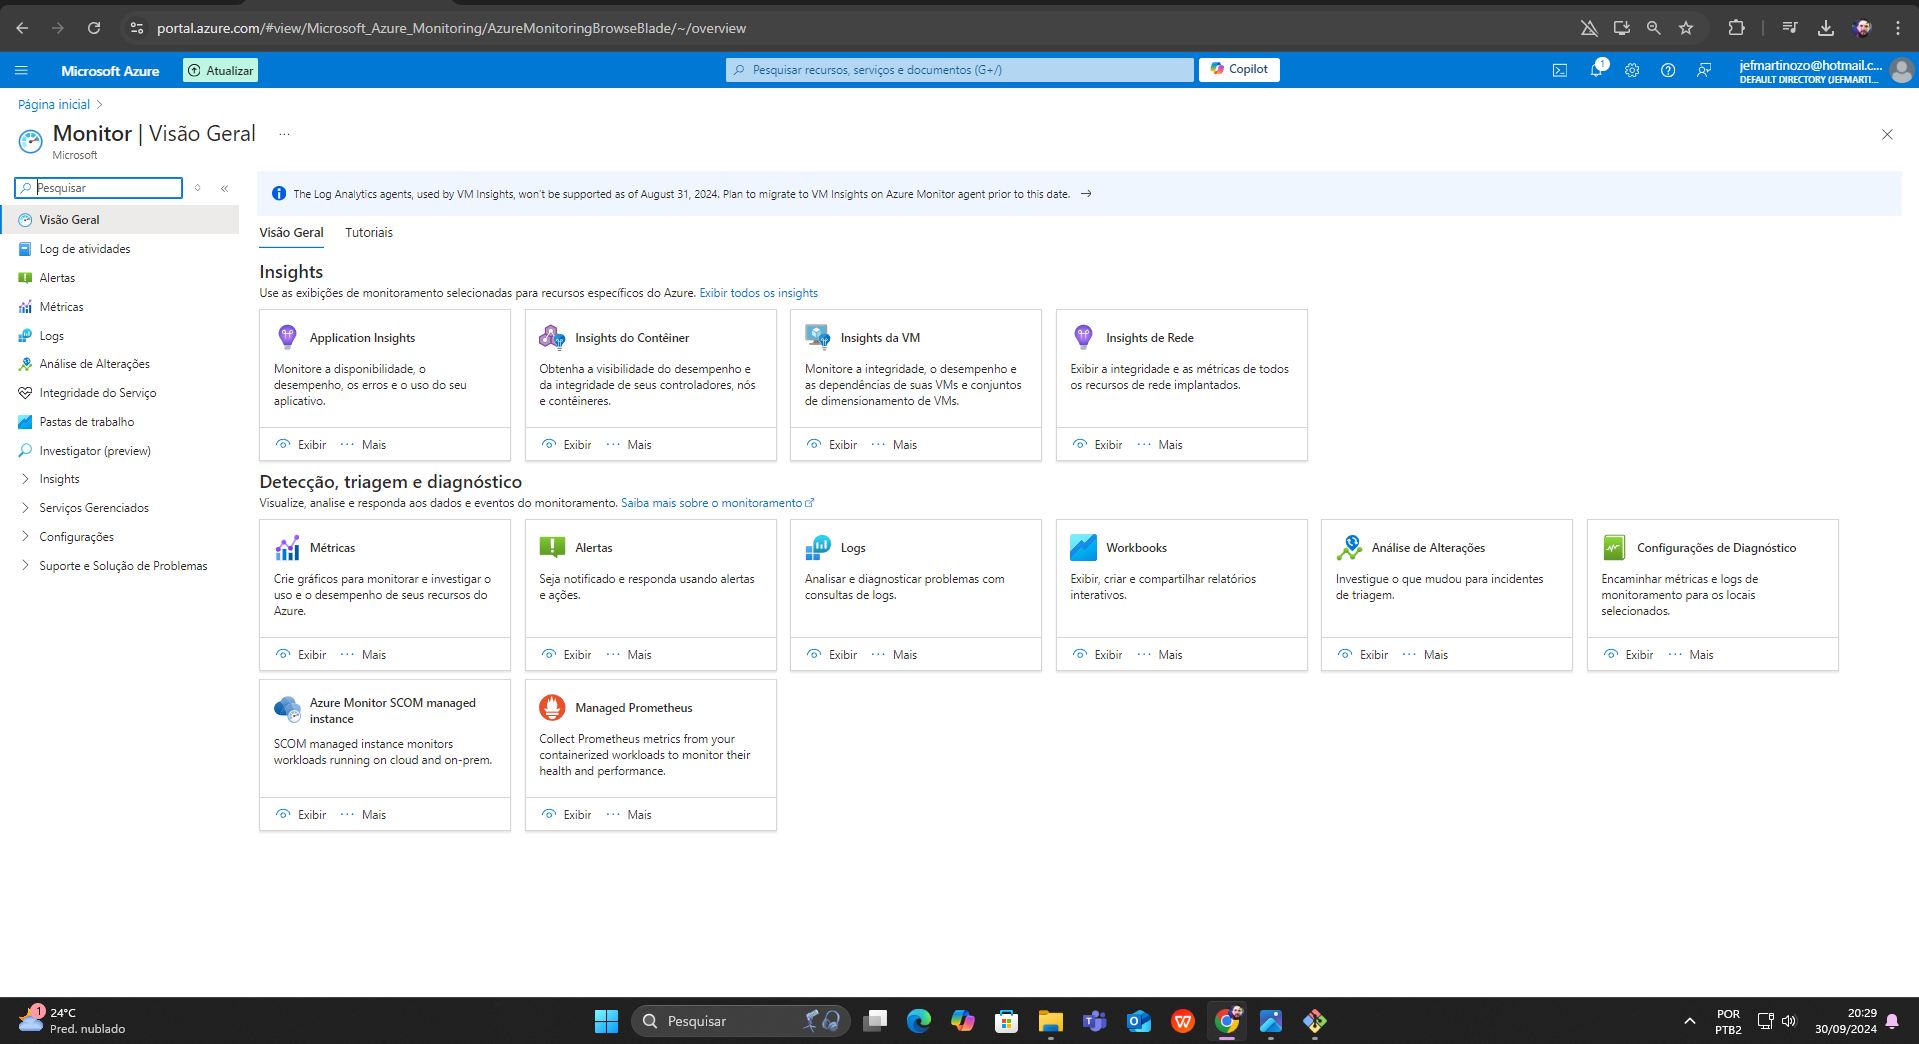 portal.azure.com/#view/Microsoft_Azure_Monitoring/AzureMonitoringBrowseBlade/~/overview
Microsoft Azure
Atualizar
Pesquisar recursos, serviços e documentos (G+/)
Copilot
1
jefmartinozo@hotmail.c...
DEFAULT DIRECTORY (JEFMARTI...
Página inicial
Monitor | Visão Geral
...
Microsoft
Pesquisar
Visão Geral
Log de atividades
Alertas
Métricas
Logs
Análise de Alterações
Integridade do Serviço
Pastas de trabalho
Investigator (preview)
Insights
Serviços Gerenciados
Configurações
Suporte e Solução de Problemas
The Log Analytics agents, used by VM Insights, won't be supported as of August 31, 2024. Plan to migrate to VM Insights on Azure Monitor agent prior to this date. →
Visão Geral
Tutoriais
Insights
Use as exibições de monitoramento selecionadas para recursos específicos do Azure. Exibir todos os insights
Application Insights
Monitore a disponibilidade, o
desempenho, os erros e o uso do seu
aplicativo.
Exibir ... Mais
Insights do Contêiner
Obtenha a visibilidade do desempenho e
da integridade de seus controladores, nós
e contêineres.
Exibir ... Mais
Insights da VM
Monitore a integridade, o desempenho e
as dependências de suas VMs e conjuntos
de dimensionamento de VMs.
Exibir ... Mais
Insights de Rede
Exibir a integridade e as métricas de todos
os recursos de rede implantados.
Exibir ... Mais
Detecção, triagem e diagnóstico
Visualize, analise e responda aos dados e eventos do monitoramento. Saiba mais sobre o monitoramento
Métricas
Crie gráficos para monitorar e investigar o
uso e o desempenho de seus recursos do
Azure.
Exibir ... Mais
Alertas
Seja notificado e responda usando alertas
e ações.
Exibir ... Mais
Logs
Analisar e diagnosticar problemas com
consultas de logs.
Exibir ... Mais
Workbooks
Exibir, criar e compartilhar relatórios
interativos.
Exibir ... Mais
Análise de Alterações
Investigue o que mudou para incidentes
de triagem.
Exibir ... Mais
Configurações de Diagnóstico
Encaminhar métricas e logs de
monitoramento para os locais
selecionados.
Exibir ... Mais
Azure Monitor SCOM managed
instance
SCOM managed instance monitors
workloads running on cloud and on-prem.
Exibir ... Mais
Managed Prometheus
Collect Prometheus metrics from your
containerized workloads to monitor their
health and performance.
Exibir ... Mais
1
24°C
Pred. nublado
Pesquisar
POR
PTB2
20:29
30/09/2024